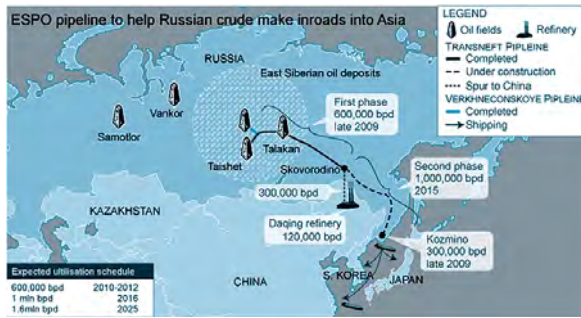 ESPO pipeline to help Russian crude make inroads into Asia
LEGEND
Oil fields
Refinery
TRANSNEFT PIPLEINE
Completed
Under construction
Spur to China
VERKHNECONSKOYE PIPLEINE
Completed
Shipping
RUSSIA
East Siberian oil deposits
Vankor
Samotlor
First phase
600,000 bpd
late 2009
Talakan
Taishet
Skovorodino
Second phase
1,000,000 bpd
2015
300,000 bpd
KAZAKHSTAN
Daqing refinery
120,000 bpd
Kozmino
300,000 bpd
late 2009
CHINA
S. KOREA
JAPAN
Expected utilisation schedule
600,000 bpd 2010-2012
1 mln bpd 2016
1,6mln bpd 2025